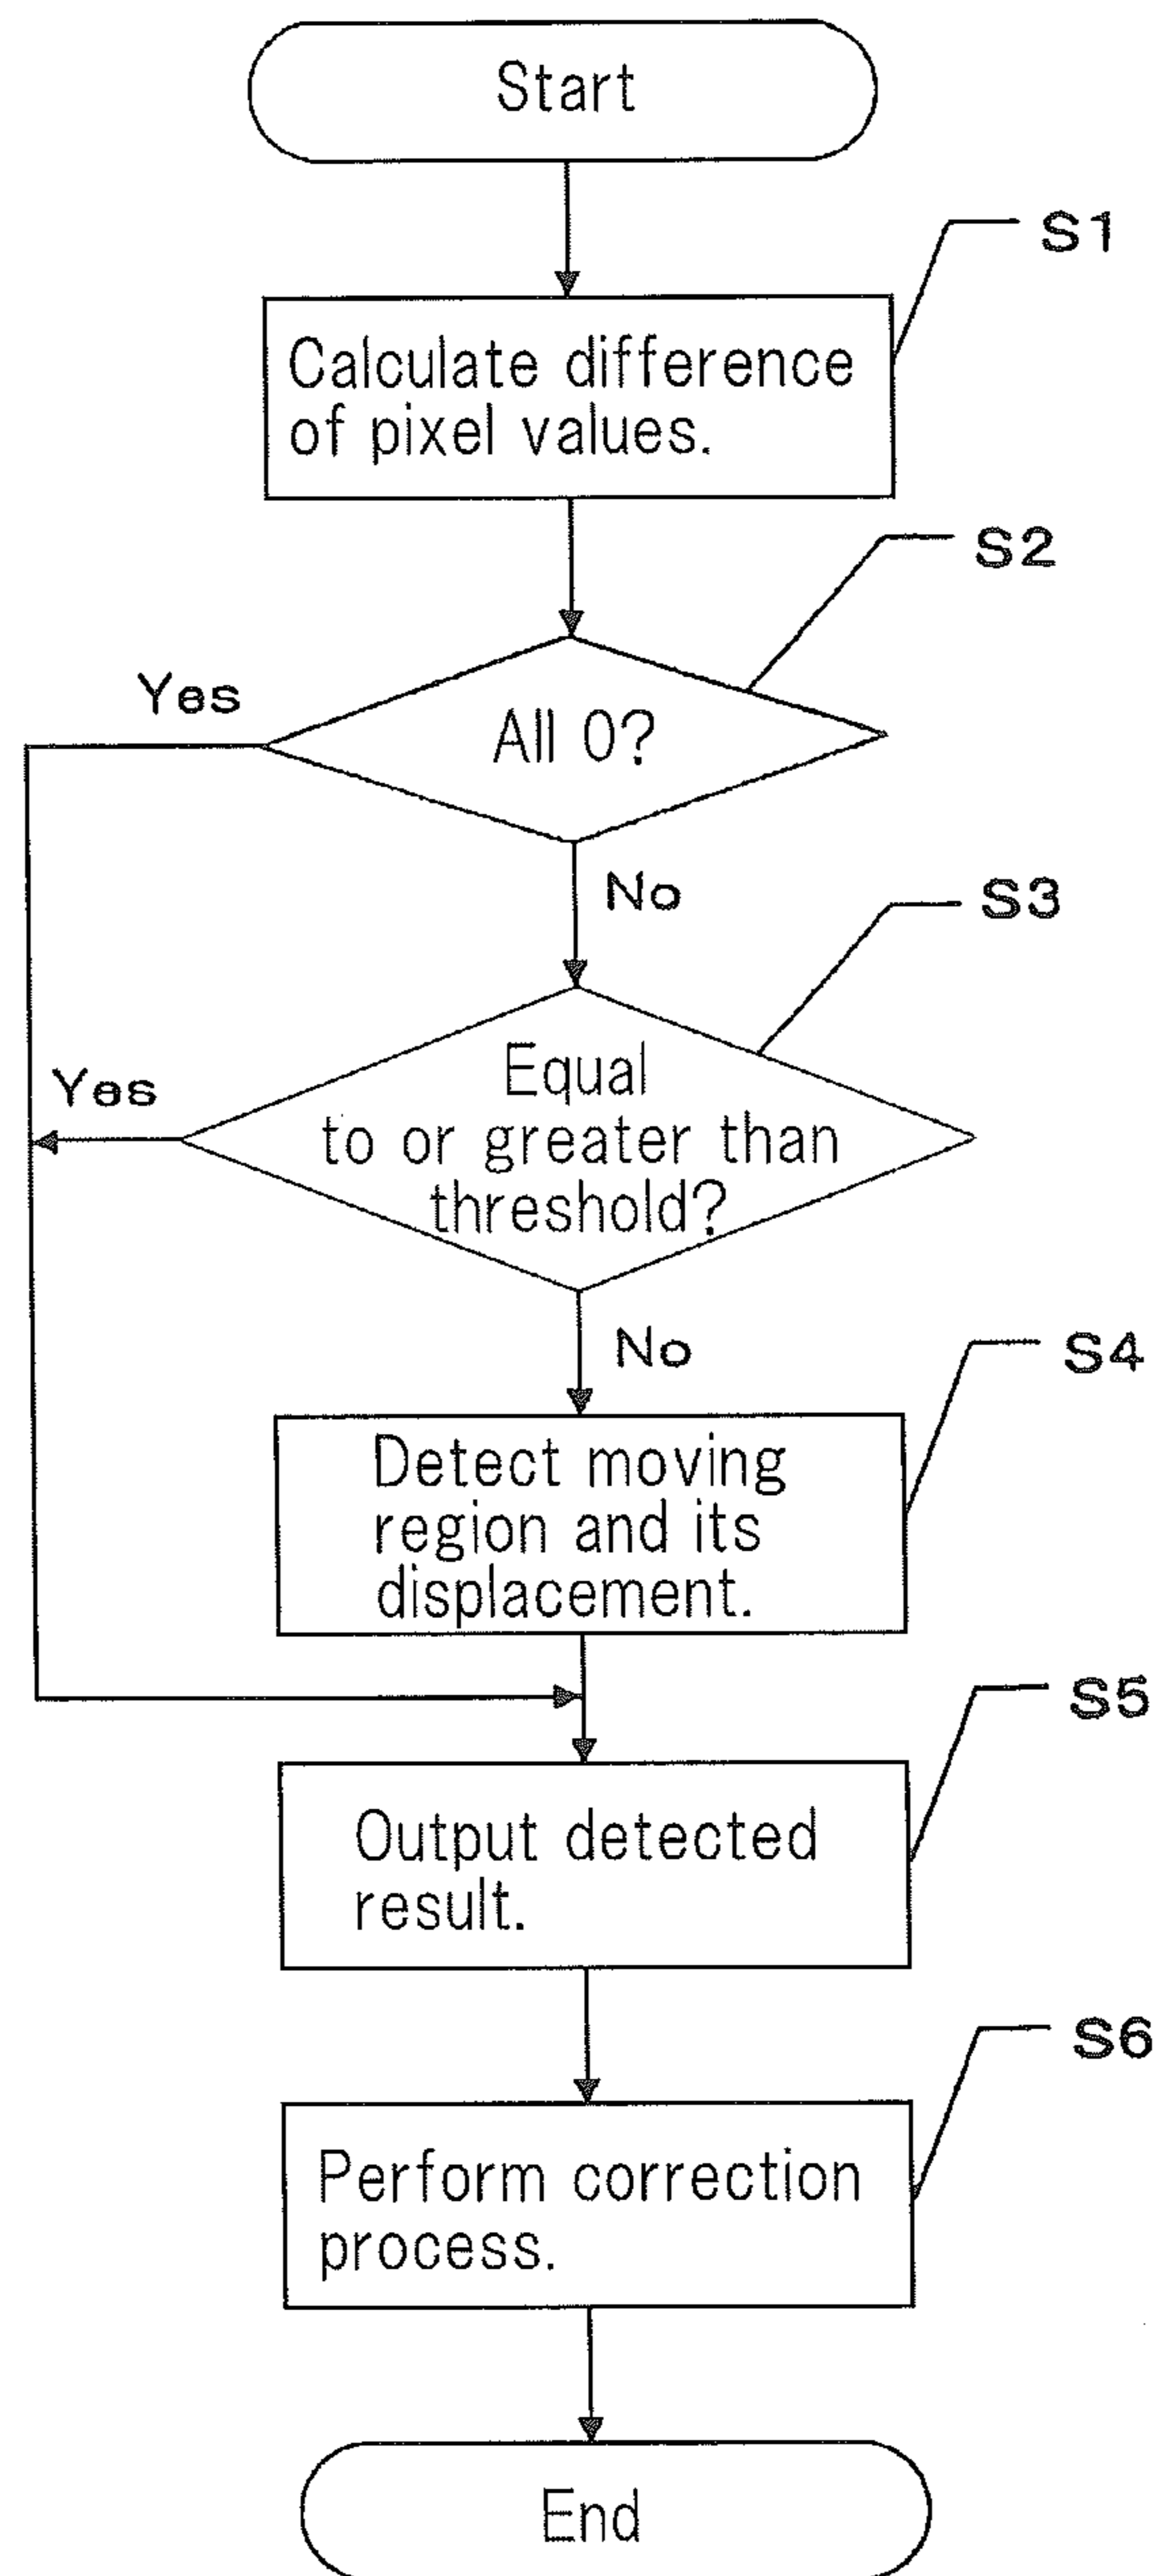 Start
S1
Calculate difference
of pixel values.
S2
Yes
All 0?
No
S3
Yes
Equal
to or greater than
threshold?
No
S4
Detect moving
region and its
displacement.
S5
Output detected
result.
S6
Perform correction
process.
End